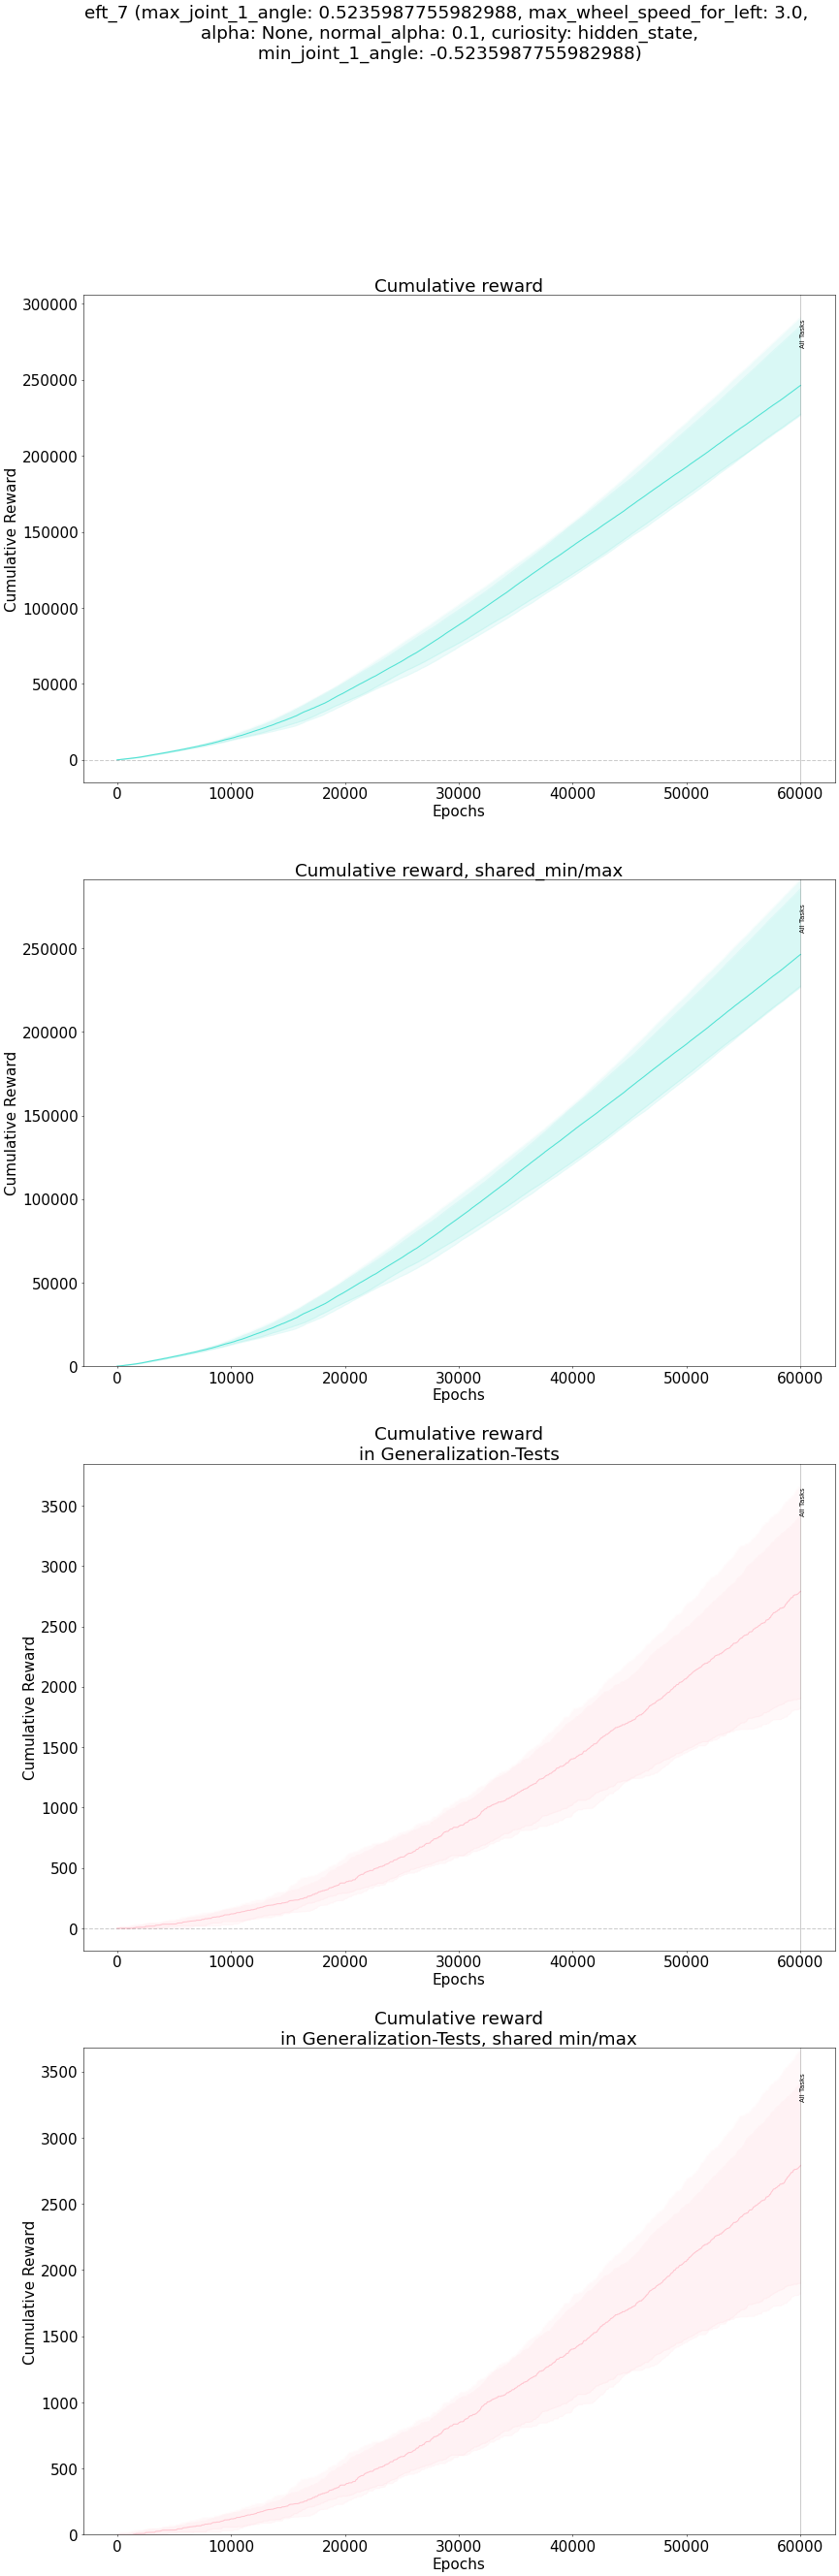 eft_7 (max_joint_1_angle: 0.5235987755982988, max_wheel_speed_for_left: 3.0,
alpha: None, normal_alpha: 0.1, curiosity: hidden_state,
min_joint_1_angle: -0.5235987755982988)
Cumulative reward
300000
250000
200000
150000
100000
50000
0
Cumulative Reward
All Tasks
0 10000 20000 30000 40000 50000 60000
Epochs
Cumulative reward, shared_min/max
250000
200000
150000
100000
50000
0
Cumulative Reward
All Tasks
0 10000 20000 30000 40000 50000 60000
Epochs
Cumulative reward
in Generalization-Tests
3500
3000
2500
2000
1500
1000
500
0
Cumulative Reward
All Tasks
0 10000 20000 30000 40000 50000 60000
Epochs
Cumulative reward
in Generalization-Tests, shared min/max
3500
3000
2500
2000
1500
1000
500
0
Cumulative Reward
All Tasks
0 10000 20000 30000 40000 50000 60000
Epochs